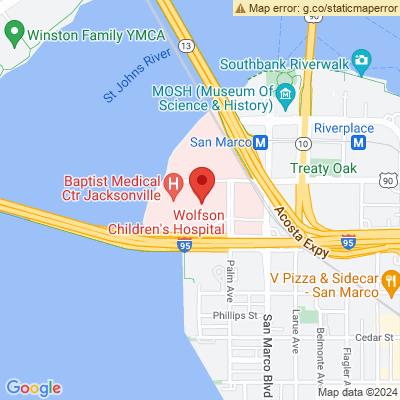 Map error: g.co/staticmaperror
Winston Family YMCA
St Johns River
13
90
Southbank Riverwalk
MOSH (Museum Of
Science & History)
Riverplace
San Marco
M
M
10
Treaty Oak
90
Baptist Medical
Ctr Jacksonville
H
Wolfson
Children's Hospital
Acosta Expy
95
95
Palm Ave
V Pizza & Sidecar
- San Marco
Phillips St
San Marco Blvd
Larue Ave
Belmonte Ave
Cedar St
Flagler Av
Google
Map data ©2024